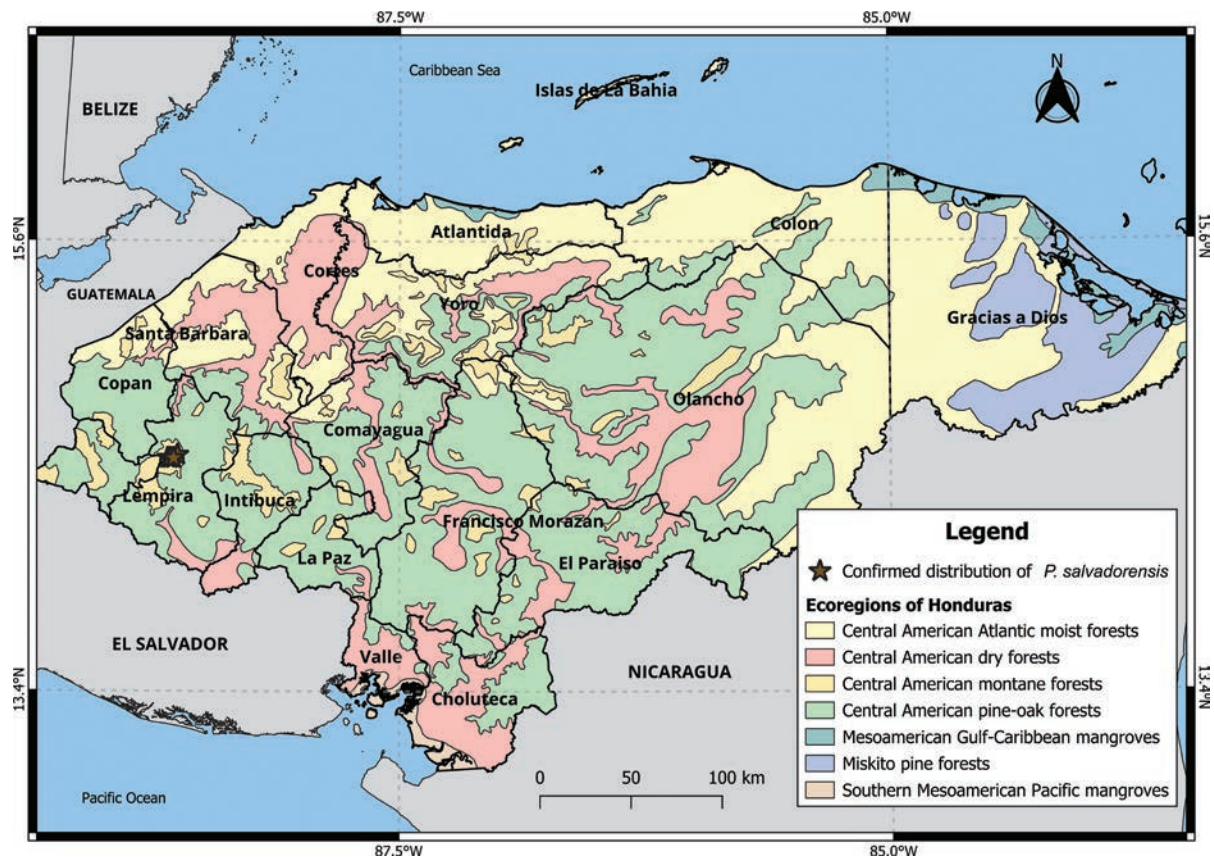 87.5°W
85.0°W
Caribbean Sea
N
Islas de La Bahia
BELIZE
15.6°N
15.6°N
Atlantida
Colon
Cortes
GUATEMALA
Yoro
Gracias a Dios
Santa Barbara
Copan
Olancho
Comayagua
Lempira
Intibuca
Francisco Morazan
La Paz
El Paraiso
EL SALVADOR
Valle
NICARAGUA
13.4°N
13.4°N
Choluteca
Pacific Ocean
0 50 100 km
Legend
Confirmed distribution of P. salvadorensis
Ecoregions of Honduras
Central American Atlantic moist forests
Central American dry forests
Central American montane forests
Central American pine-oak forests
Mesoamerican Gulf-Caribbean mangroves
Miskito pine forests
Southern Mesoamerican Pacific mangroves
87.5°W
85.0°W